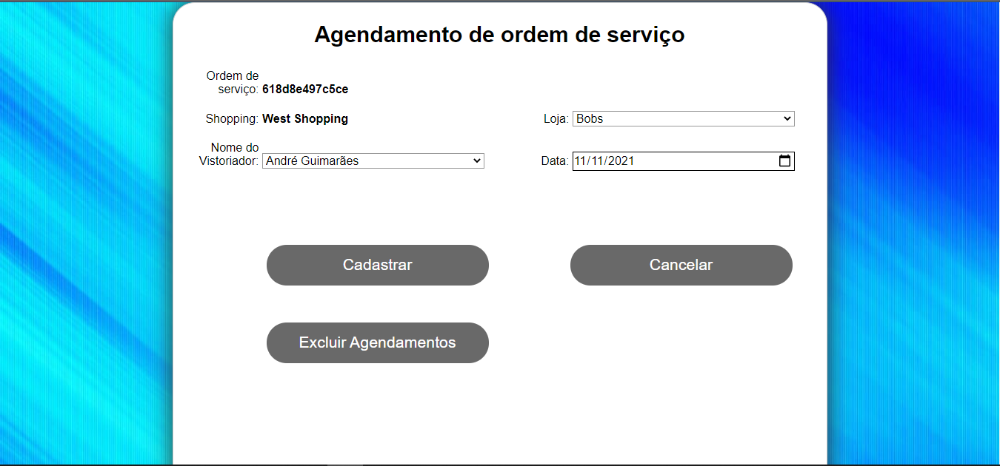 Agendamento de ordem de serviço
Ordem de
serviço: 618d8e497c5ce
Shopping: West Shopping
Loja: Bobs
Nome do
Vistoriador: André Guimarães
Data: 11/11/2021
Cadastrar
Cancelar
Excluir Agendamentos